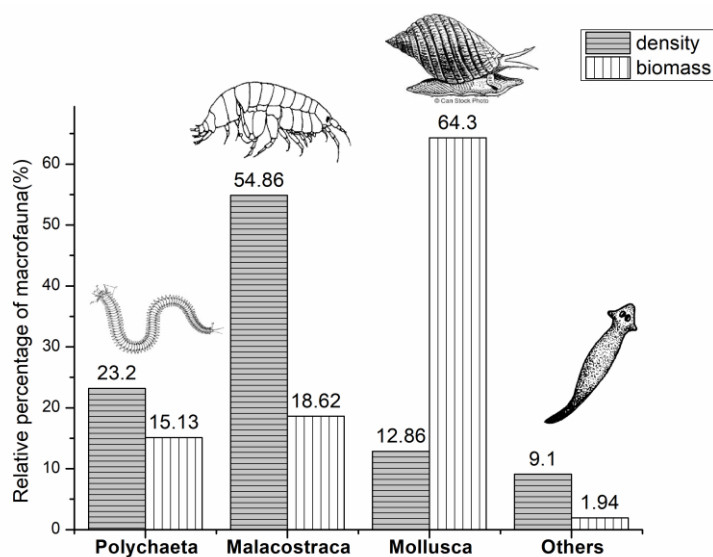 density
biomass
© Can Stock Photo
Relative percentage of macrofauna(%)
60
50
40
30
20
10
0
23.2
15.13
54.86
18.62
12.86
64.3
9.1
1.94
Polychaeta
Malacostraca
Mollusca
Others